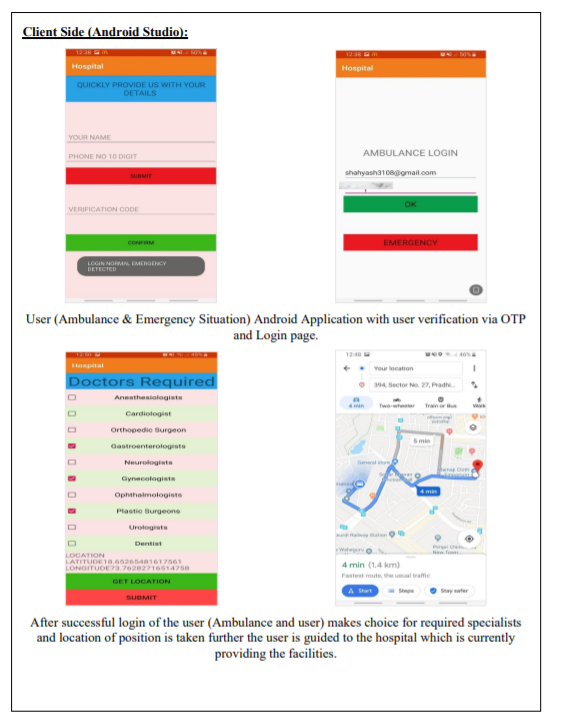 Client Side (Android Studio):
12:38
50%
Hospital
QUICKLY PROVIDE US WITH YOUR
DETAILS
YOUR NAME
PHONE NO 10 DIGIT
SUBMIT
VERIFICATION CODE
CONFIRM
LOGIN NORMAL EMERGENCY
DETECTED
12:38
50%
Hospital
AMBULANCE LOGIN
shahyash3108@gmail.com
OK
EMERGENCY
User (Ambulance & Emergency Situation) Android Application with user verification via OTP
and Login page.
Hospital
Doctors Required
Anesthesiologists
Cardiologist
Orthopedic Surgeon
Gastroenterologists
Neurologists
Gynecologists
Ophthalmologists
Plastic Surgeons
Urologists
Dentist
LOCATION
LATITUDE18.65265481617561
LONGITUDE73.76282716514758
GET LOCATION
SUBMIT
12:48
46%
Your location
394, Sector No. 27, Pradhi...
4 min
Two-wheeler
Train or Bus
Walk
5 min
General store
4 min
Railway Station
4 min (1.4 km)
Fastest route, the usual traffic
Start
Steps
Stay safer
After successful login of the user (Ambulance and user) makes choice for required specialists
and location of position is taken further the user is guided to the hospital which is currently
providing the facilities.